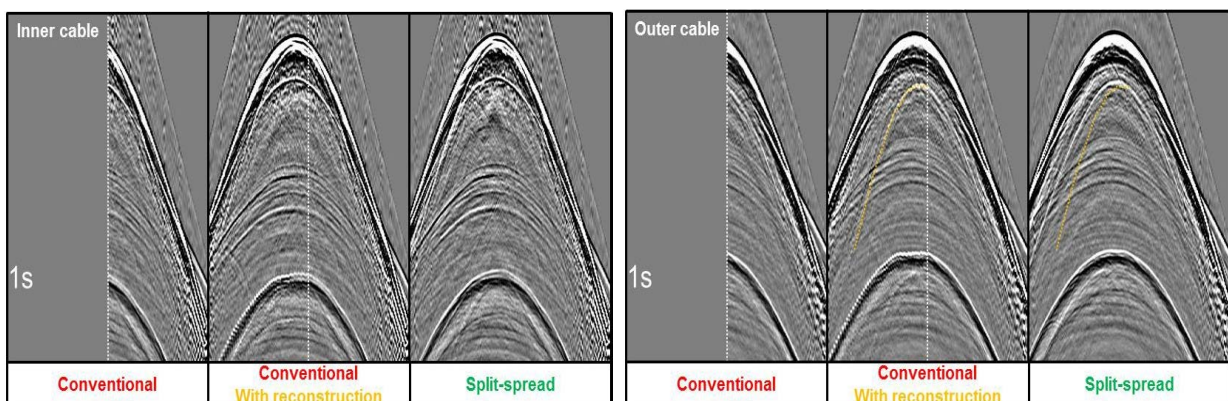 Inner cable
1s
Conventional
Conventional
With reconstruction
Split-spread
Outer cable
1s
Conventional
Conventional
With reconstruction
Split-spread